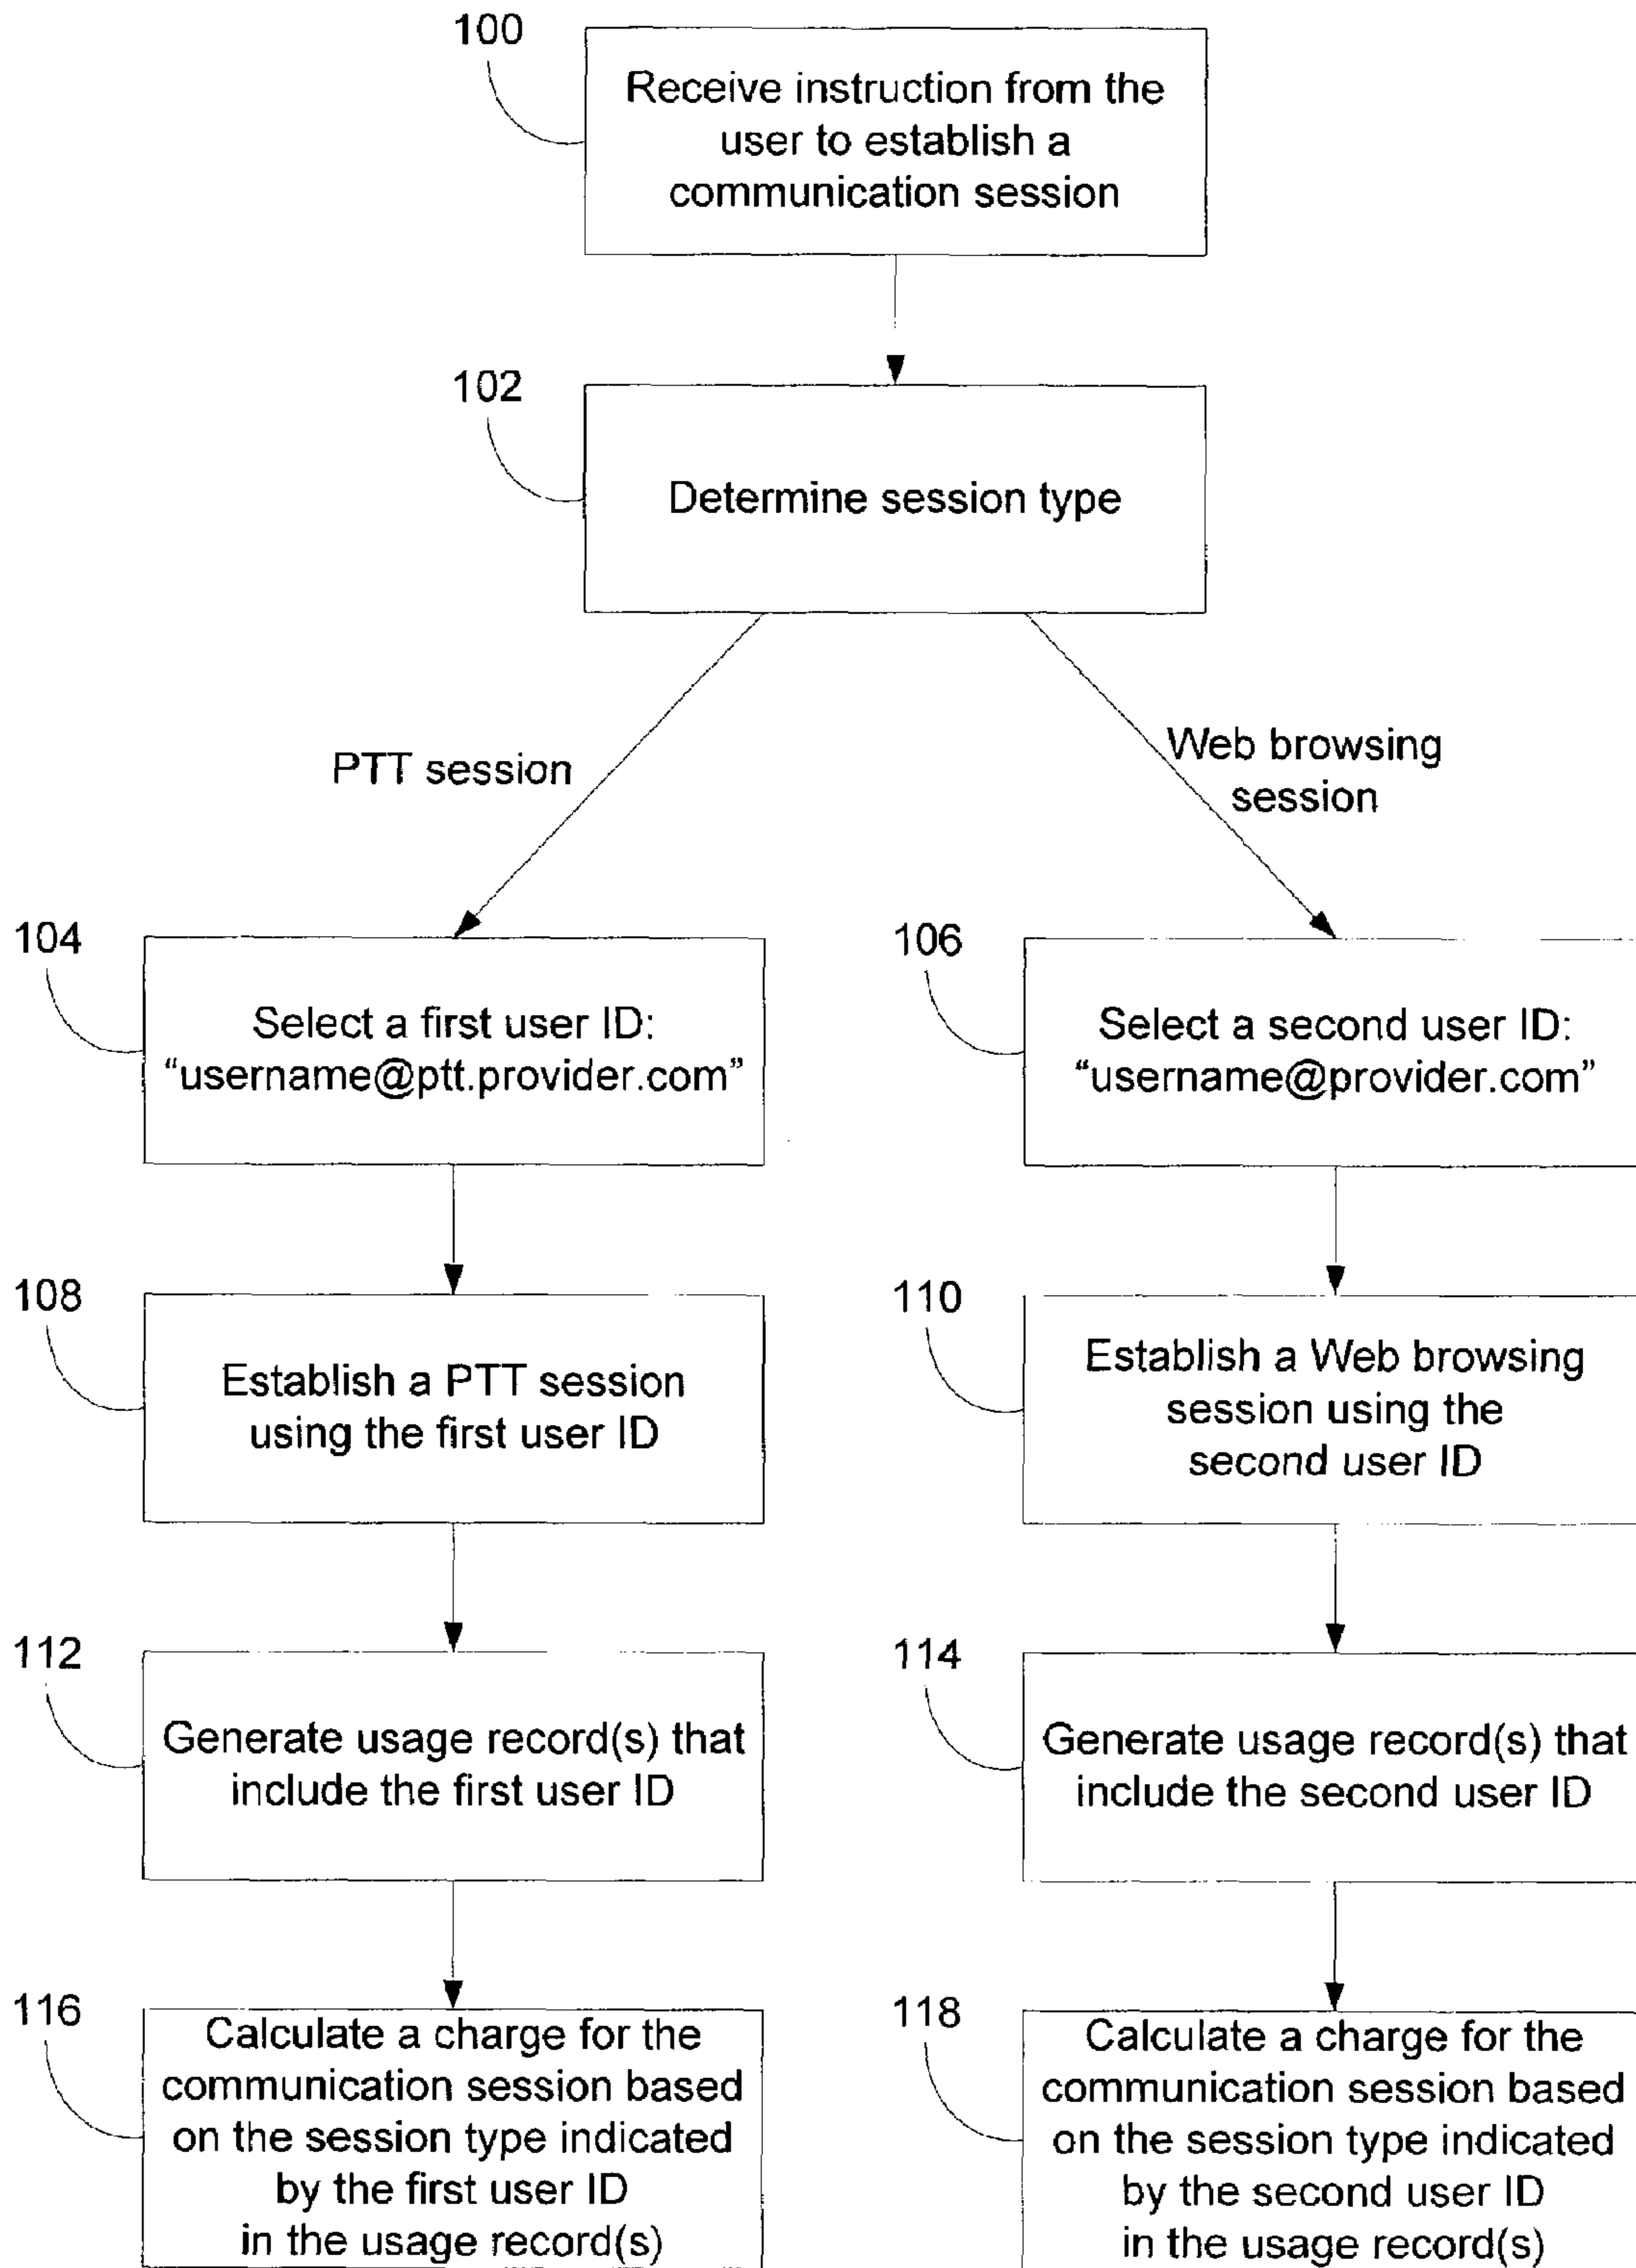 100
Receive instruction from the
user to establish a
communication session
102
Determine session type
PTT session
Web browsing
session
104
Select a first user ID:
“username@ptt.provider.com”
106
Select a second user ID:
“username@provider.com”
108
Establish a PTT session
using the first user ID
110
Establish a Web browsing
session using the
second user ID
112
Generate usage record(s) that
include the first user ID
114
Generate usage record(s) that
include the second user ID
116
Calculate a charge for the
communication session based
on the session type indicated
by the first user ID
in the usage record(s)
118
Calculate a charge for the
communication session based
on the session type indicated
by the second user ID
in the usage record(s)